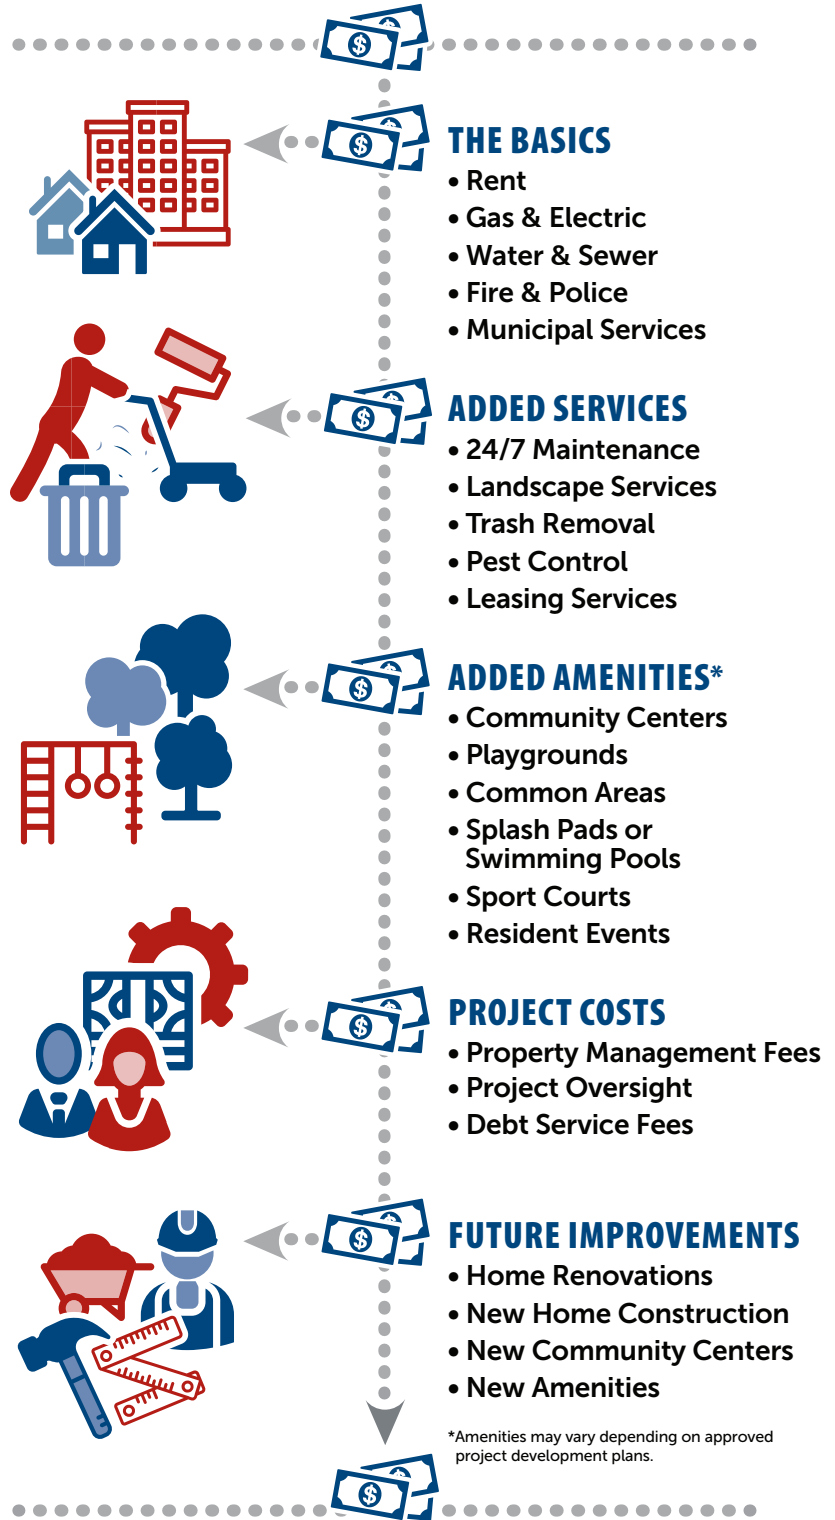 $
$
THE BASICS
• Rent
• Gas & Electric
• Water & Sewer
• Fire & Police
• Municipal Services
$
ADDED SERVICES
• 24/7 Maintenance
• Landscape Services
• Trash Removal
• Pest Control
• Leasing Services
$
ADDED AMENITIES*
• Community Centers
• Playgrounds
• Common Areas
• Splash Pads or
Swimming Pools
• Sport Courts
• Resident Events
$
PROJECT COSTS
• Property Management Fees
• Project Oversight
• Debt Service Fees
$
FUTURE IMPROVEMENTS
• Home Renovations
• New Home Construction
• New Community Centers
• New Amenities
*Amenities may vary depending on approved
project development plans.
$